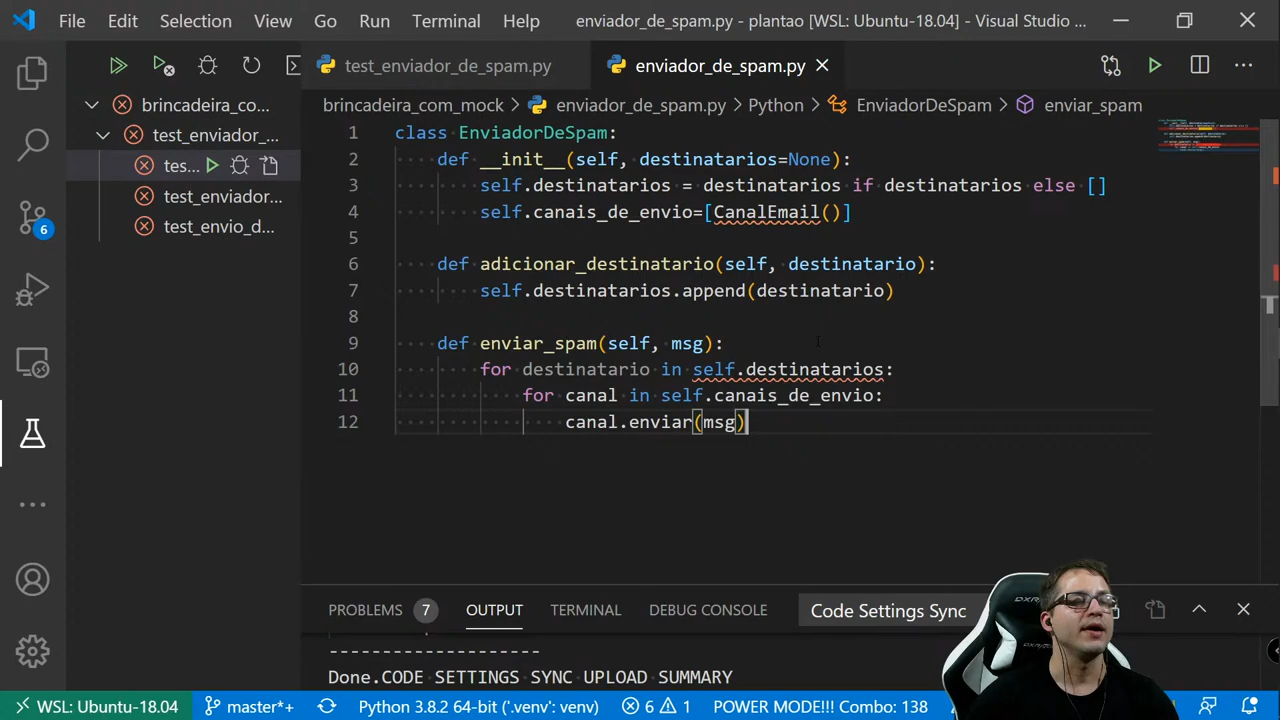 File Edit Selection View Go Run Terminal Help enviador_de_spam.py - plantao [WSL: Ubuntu-18.04] - Visual Studio ...
test_enviador_de_spam.py enviador_de_spam.py
brincadeira_co...
brincadeira_com_mock > enviador_de_spam.py > Python > EnviadorDeSpam > enviar_spam
test_enviador_...
tes...
test_enviador...
test_envio_d...
6
1 class EnviadorDeSpam:
2 def __init__(self, destinatarios=None):
3 self.destinatarios = destinatarios if destinatarios else []
4 self.canais_de_envio=[CanalEmail()]
5
6 def adicionar_destinatario(self, destinatario):
7 self.destinatarios.append(destinatario)
8
9 def enviar_spam(self, msg):
10 for destinatario in self.destinatarios:
11 for canal in self.canais_de_envio:
12 canal.enviar(msg)
PROBLEMS 7 OUTPUT TERMINAL DEBUG CONSOLE Code Settings Sync
--------------------
Done.CODE SETTINGS SYNC UPLOAD SUMMARY
WSL: Ubuntu-18.04 master*+ Python 3.8.2 64-bit ('.venv': venv) 6 1 POWER MODE!!! Combo: 138